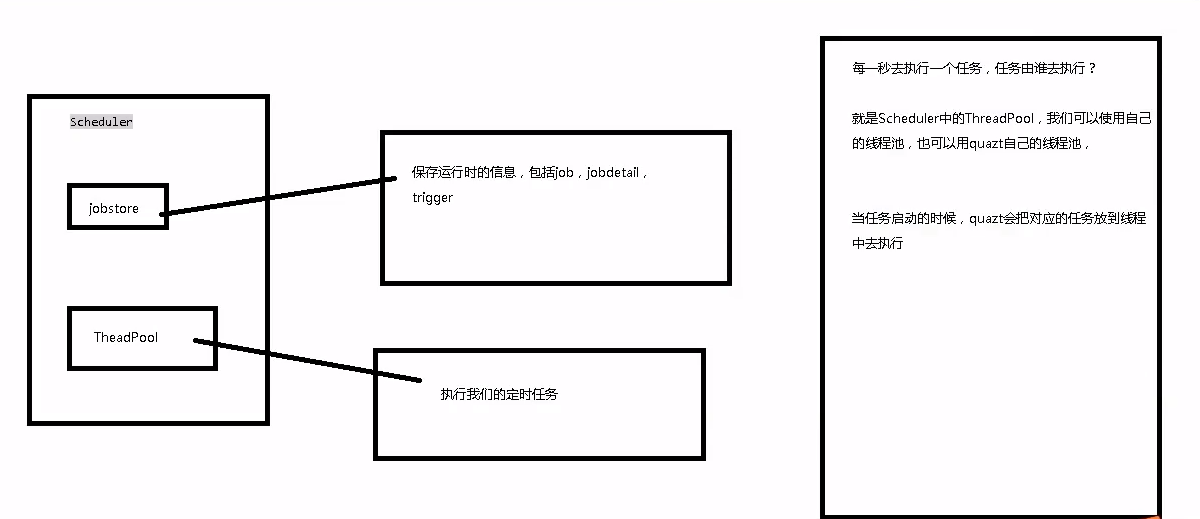 Scheduler
jobstore
TheadPool
保存运行时的信息，包括job，jobdetail，
trigger
执行我们的定时任务
每一秒去执行一个任务，任务由谁去执行？
就是Scheduler中的ThreadPool，我们可以使用自己
的线程池，也可以用quazt自己的线程池，
当任务启动的时候，quazt会把对应的任务放到线程
中去执行